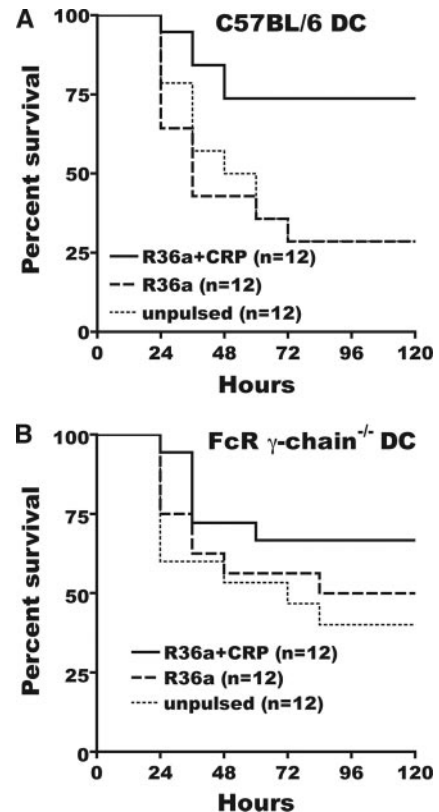 A
C57BL/6 DC
100
75
50
25
0
Percent survival
R36a+CRP (n=12)
R36a (n=12)
unpulsed (n=12)
0 24 48 72 96 120
Hours
B
FcR γ-chain-/- DC
100
75
50
25
0
Percent survival
R36a+CRP (n=12)
R36a (n=12)
unpulsed (n=12)
0 24 48 72 96 120
Hours